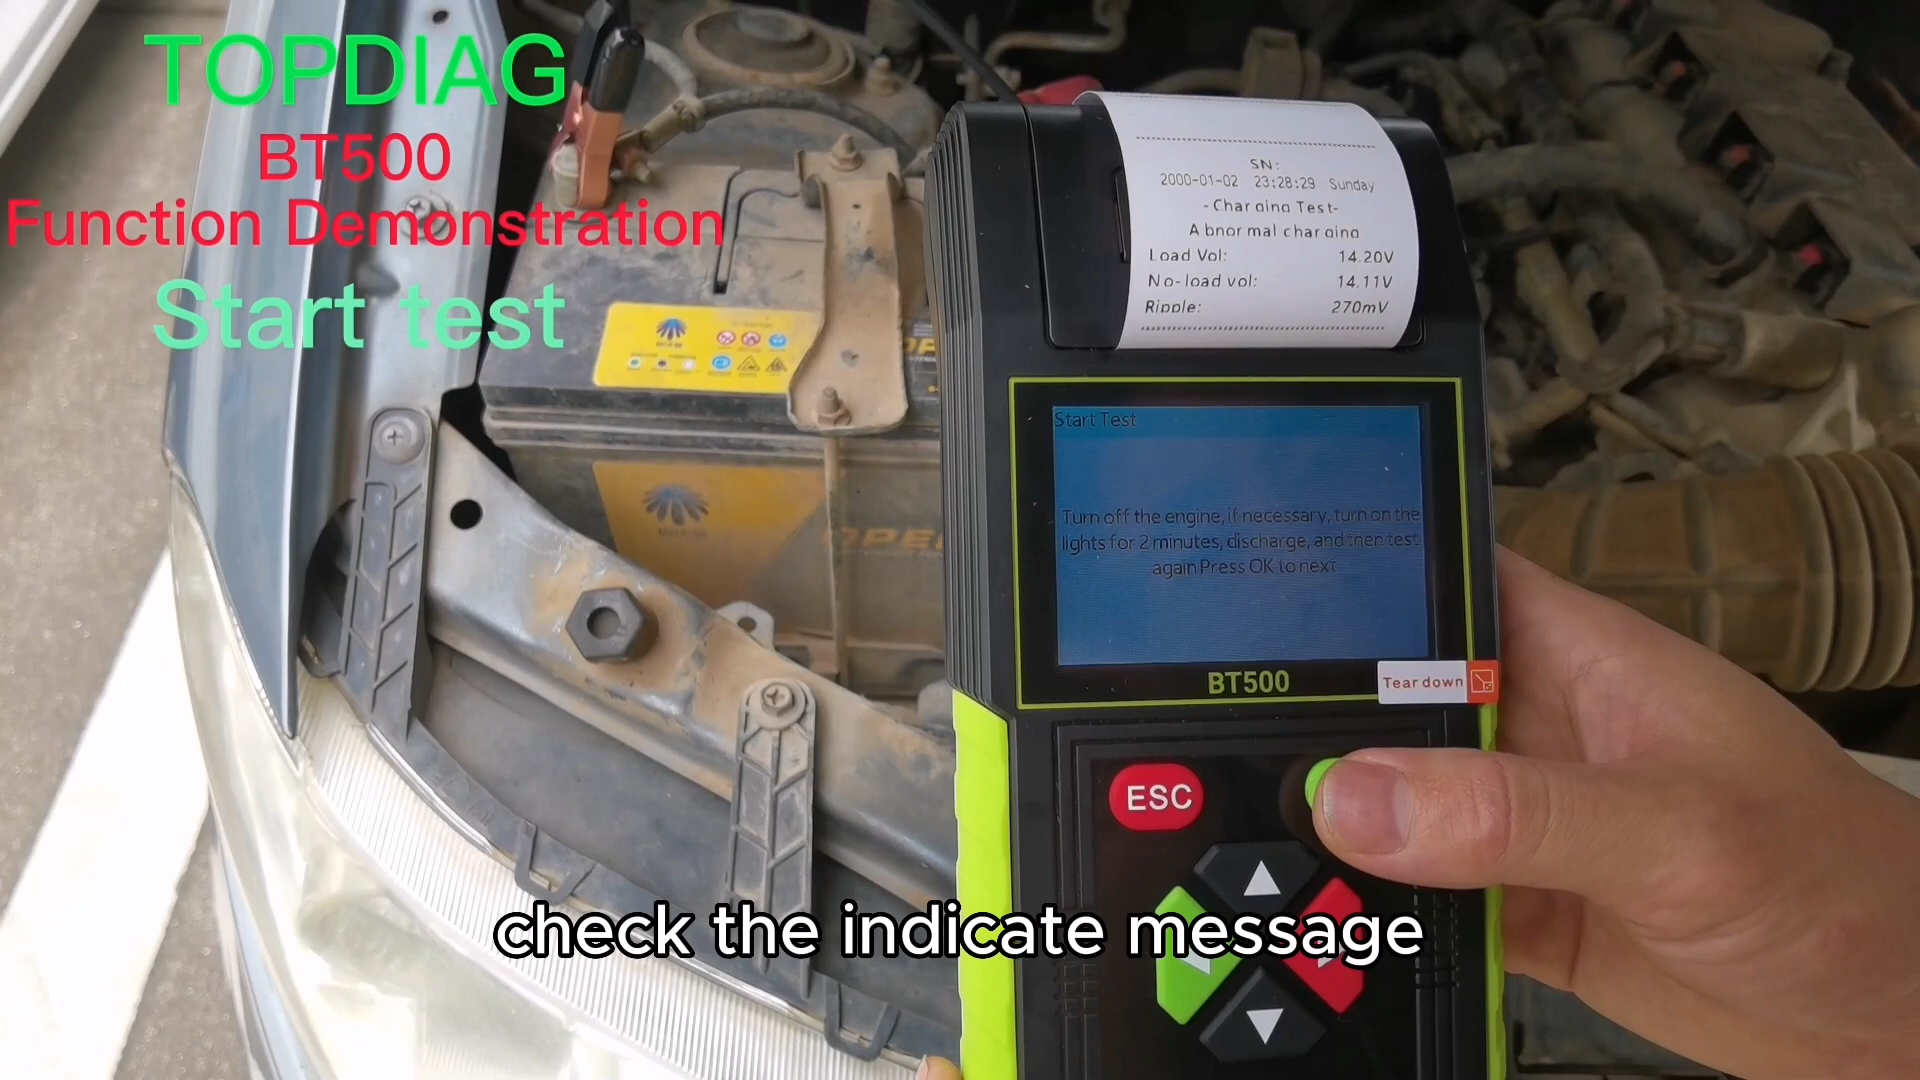 TOPDIAG
BT500
Function Demonstration
Start test
SN:
2000-01-02 23:28:29 Sunday
-Charging Test-
Abnormal charging
Load Vol: 14.20V
No-load vol: 14.11V
Ripple: 270mV
Start Test
Turn off the engine, if necessary, turn on the
lights for 2 minutes, discharge, and then test
again Press OK to next
BT500
Tear down
ESC
check the indicate message